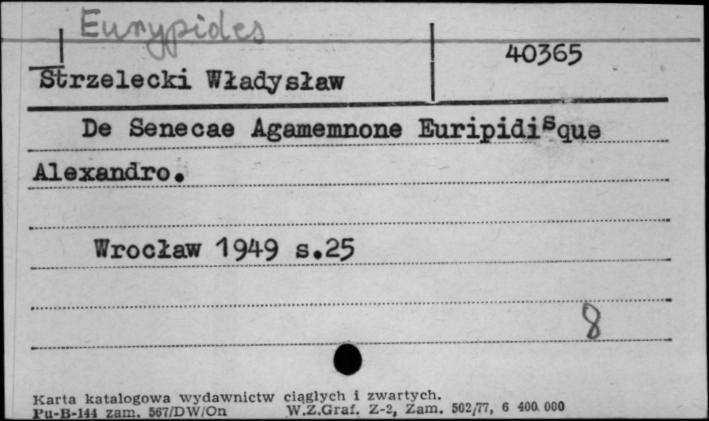 Eurypides
40365
Strzelecki Władysław
De Senecae Agamemnone Euripidisque
Alexandro.
Wrocław 1949 s.25
8
Karta katalogowa wydawnictw ciągłych i zwartych.
Pu-B-144 zam. 567/DW/On W.Z.Graf. Z-2, Zam. 502/77, 6 400 000